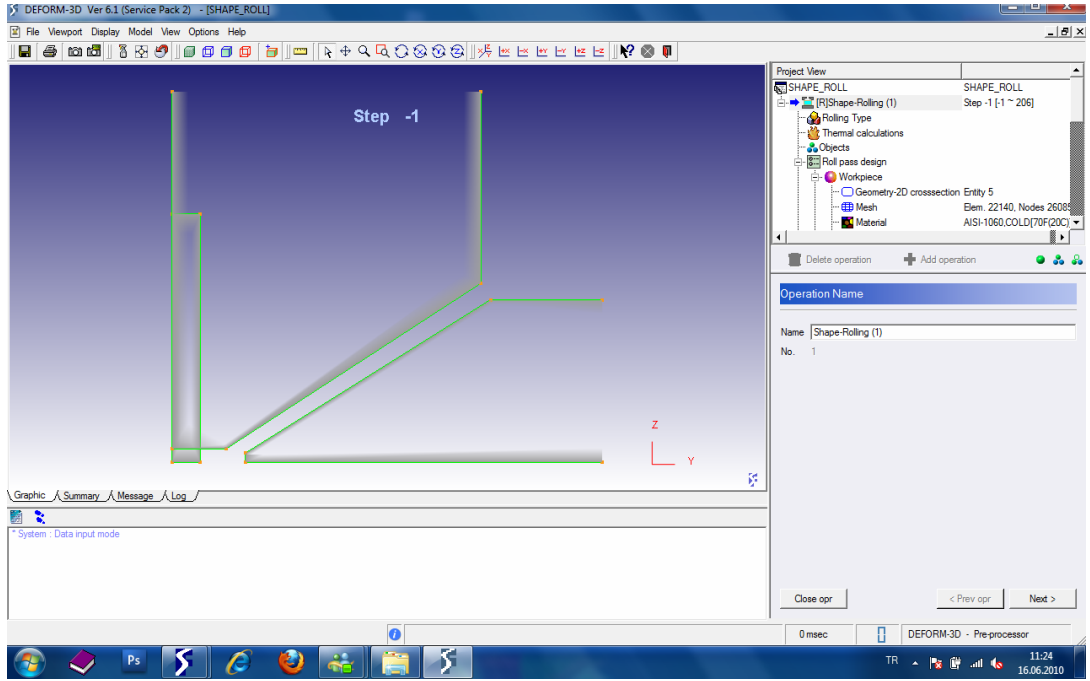 DEFORM-3D Ver 6.1 (Service Pack 2) - [SHAPE_ROLL]
File Viewport Display Model View Options Help
Step -1
Z
Y
Project View
SHAPE_ROLL SHAPE_ROLL
[R]Shape-Rolling (1) Step -1 [-1 ~ 206]
Rolling Type
Thermal calculations
Objects
Roll pass design
Workpiece
Geometry-2D crosssection Entity 5
Mesh Elem. 22140, Nodes 26085
Material AISI-1060,COLD[70F(20C)
Delete operation Add operation
Operation Name
Name Shape-Rolling (1)
No. 1
Graphic Summary Message Log
* System : Data input mode
Close opr < Prev opr Next >
0 msec DEFORM-3D - Pre-processor
Ps
TR 11:24
16.06.2010